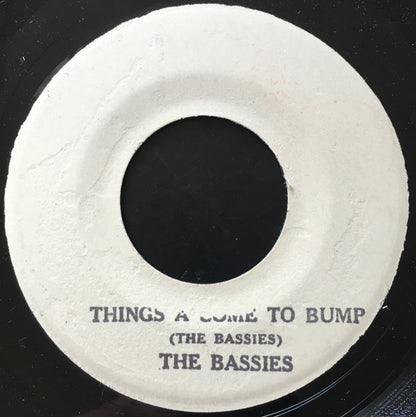 THINGS A COME TO BUMP
(THE BASSIES)
THE BASSIES